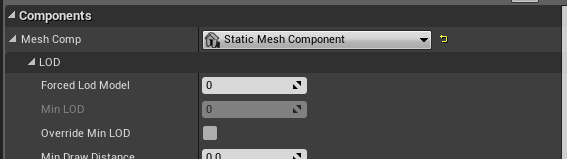 Components
Mesh Comp Static Mesh Component
LOD
Forced Lod Model 0
Min LOD 0
Override Min LOD
Min Draw Distance 0.0